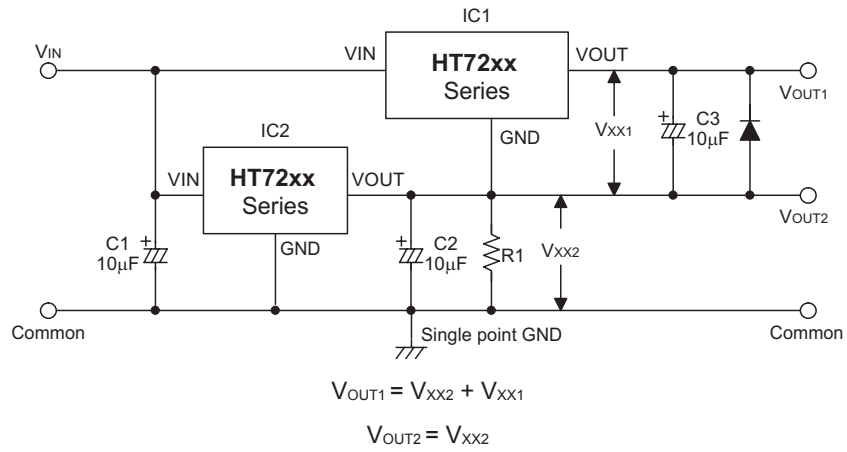 IC1
VIN
VIN
HT72xx
Series
VOUT
VOUT1
GND
VXX1
C3
+
10μF
IC2
VIN
HT72xx
Series
VOUT
GND
VOUT2
C1
+
10μF
+
C2
10μF
R1
VXX2
Common
Single point GND
Common
VOUT1 = VXX2 + VXX1
VOUT2 = VXX2